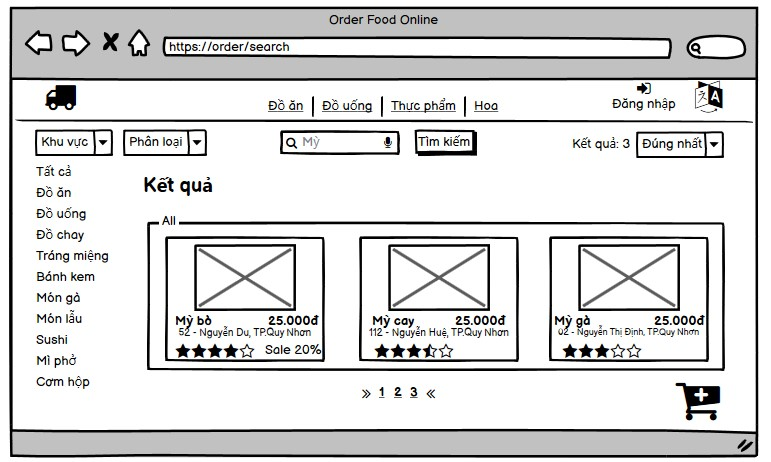 Order Food Online
https://order/search
Đồ ăn Đồ uống Thực phẩm Hoa
Đăng nhập
Khu vực Phân loại Mỳ Tìm kiếm Kết quả: 3 Đúng nhất
Tất cả
Đồ ăn
Đồ uống
Đồ chay
Tráng miệng
Bánh kem
Món gà
Món lẩu
Sushi
Mì phở
Cơm hộp
Kết quả
All
Mỳ bò 25.000đ
52 - Nguyễn Du, TP.Quy Nhơn
Sale 20%
Mỳ cay 25.000đ
112 - Nguyễn Huệ, TP.Quy Nhơn
Mỳ gà 25.000đ
02 - Nguyễn Thị Định, TP.Quy Nhơn
» 1 2 3 «